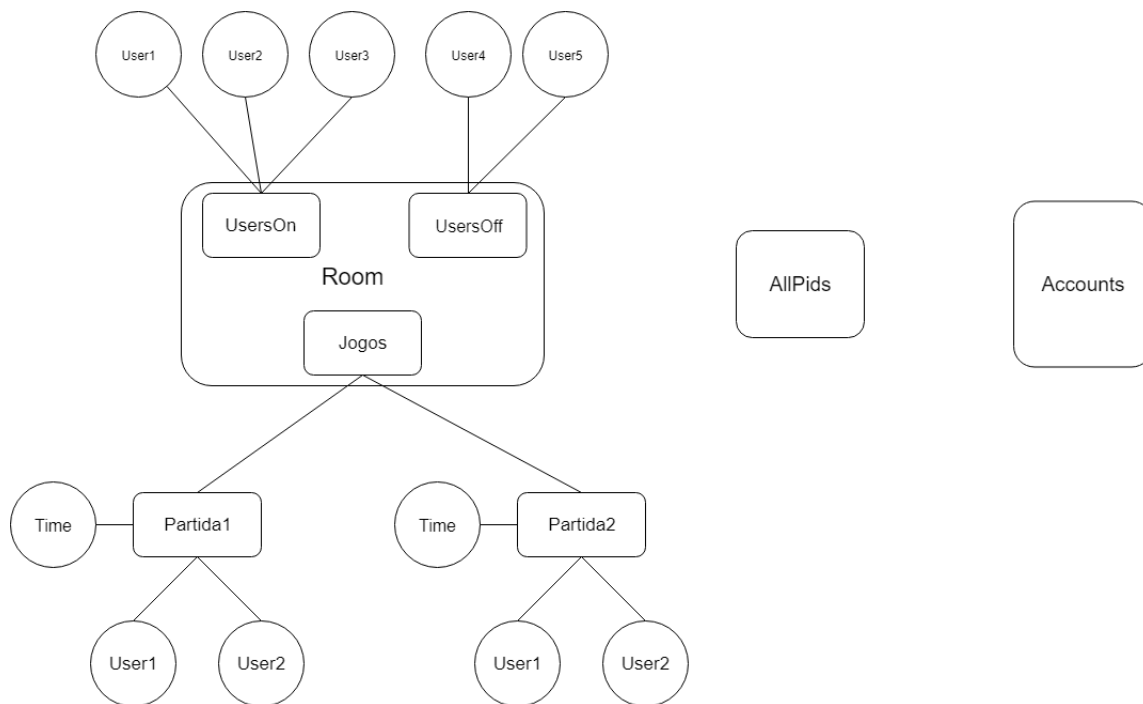 User1
User2
User3
User4
User5
UsersOn
UsersOff
Room
Jogos
AllPids
Accounts
Time
Partida1
Time
Partida2
User1
User2
User1
User2